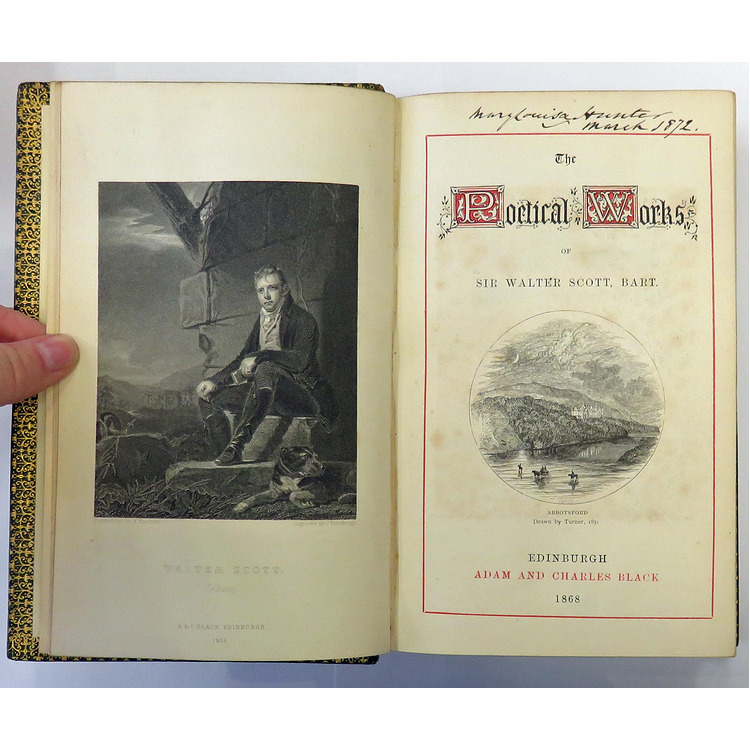 WALTER SCOTT.
A & C BLACK, EDINBURGH
1868
Mary Louisa Hunter
March 1872.
The
Poetical Works
OF
SIR WALTER SCOTT, BART.
ABBOTSFORD
Drawn by Turner, 1831
EDINBURGH
ADAM AND CHARLES BLACK
1868